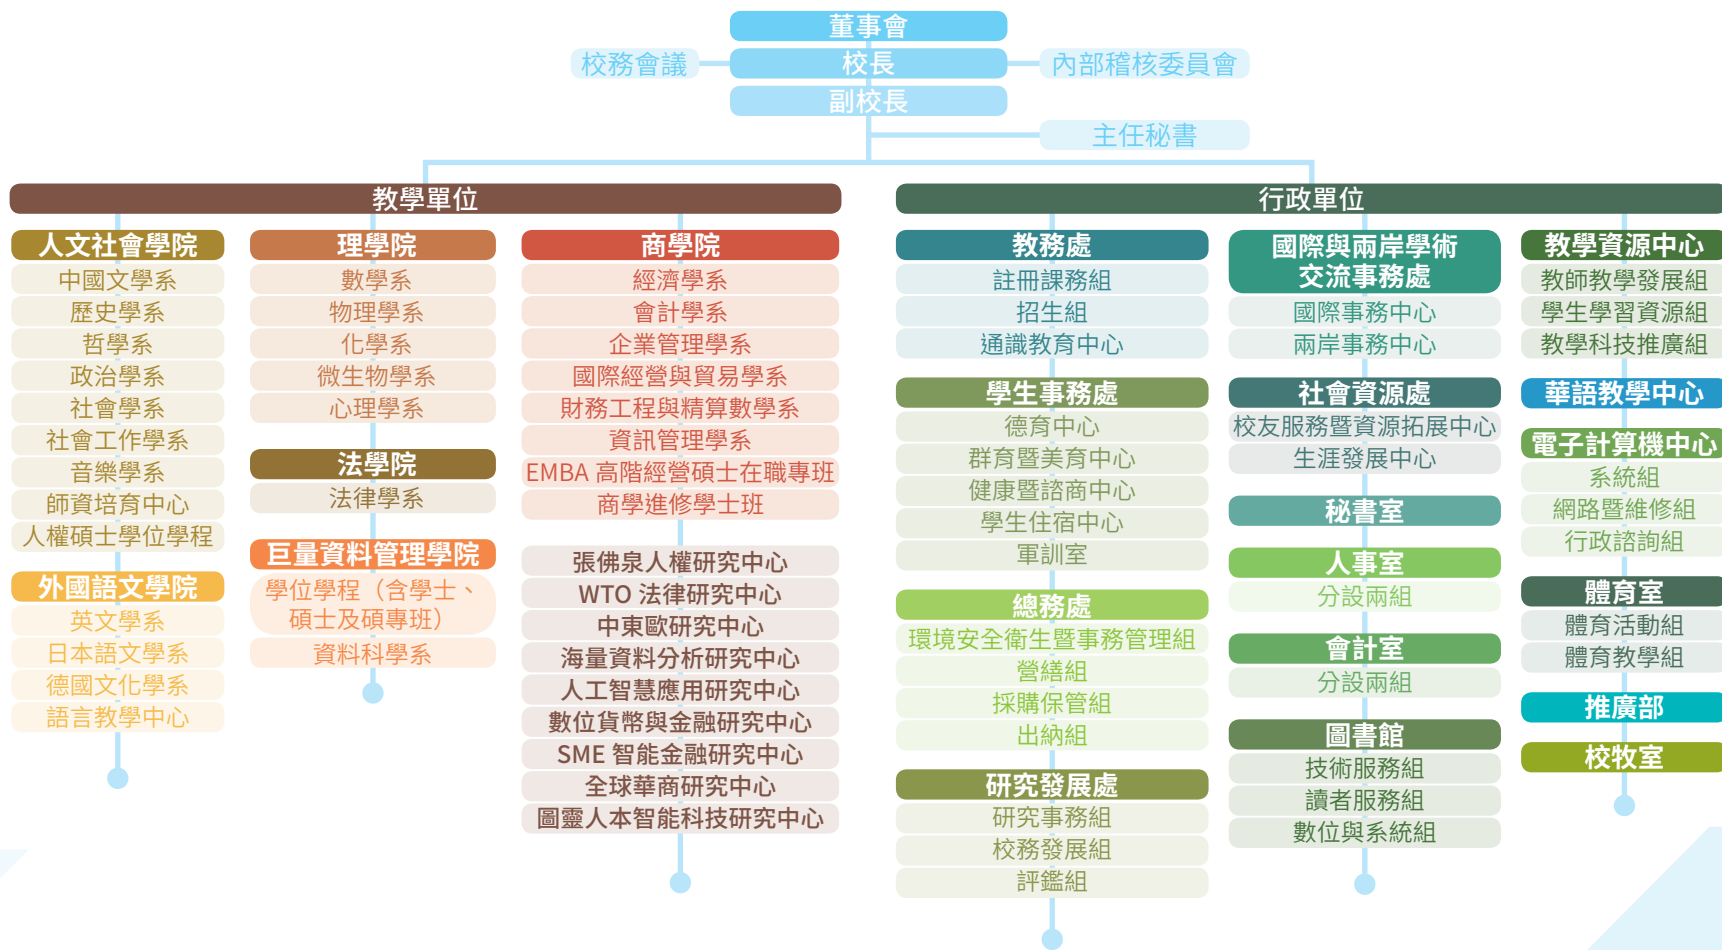 董事會
校務會議
校長
內部稽核委員會
副校長
主任秘書
教學單位
人文社會學院
中國文學系
歷史學系
哲學系
政治學系
社會學系
社會工作學系
音樂學系
師資培育中心
人權碩士學位學程
外國語文學院
英文學系
日本語文學系
德國文化學系
語言教學中心
理學院
數學系
物理學系
化學系
微生物學系
心理學系
法學院
法律學系
巨量資料管理學院
學位學程（含學士、
碩士及碩專班）
資料科學系
商學院
經濟學系
會計學系
企業管理學系
國際經營與貿易學系
財務工程與精算數學系
資訊管理學系
EMBA 高階經營碩士在職專班
商學進修學士班
張佛泉人權研究中心
WTO 法律研究中心
中東歐研究中心
海量資料分析研究中心
人工智慧應用研究中心
數位貨幣與金融研究中心
SME 智能金融研究中心
全球華商研究中心
圖靈人本智能科技研究中心
行政單位
教務處
註冊課務組
招生組
通識教育中心
學生事務處
德育中心
群育暨美育中心
健康暨諮商中心
學生住宿中心
軍訓室
總務處
環境安全衛生暨事務管理組
營繕組
採購保管組
出納組
研究發展處
研究事務組
校務發展組
評鑑組
國際與兩岸學術
交流事務處
國際事務中心
兩岸事務中心
社會資源處
校友服務暨資源拓展中心
生涯發展中心
秘書室
人事室
分設兩組
會計室
分設兩組
圖書館
技術服務組
讀者服務組
數位與系統組
教學資源中心
教師教學發展組
學生學習資源組
教學科技推廣組
華語教學中心
電子計算機中心
系統組
網路暨維修組
行政諮詢組
體育室
體育活動組
體育教學組
推廣部
校牧室